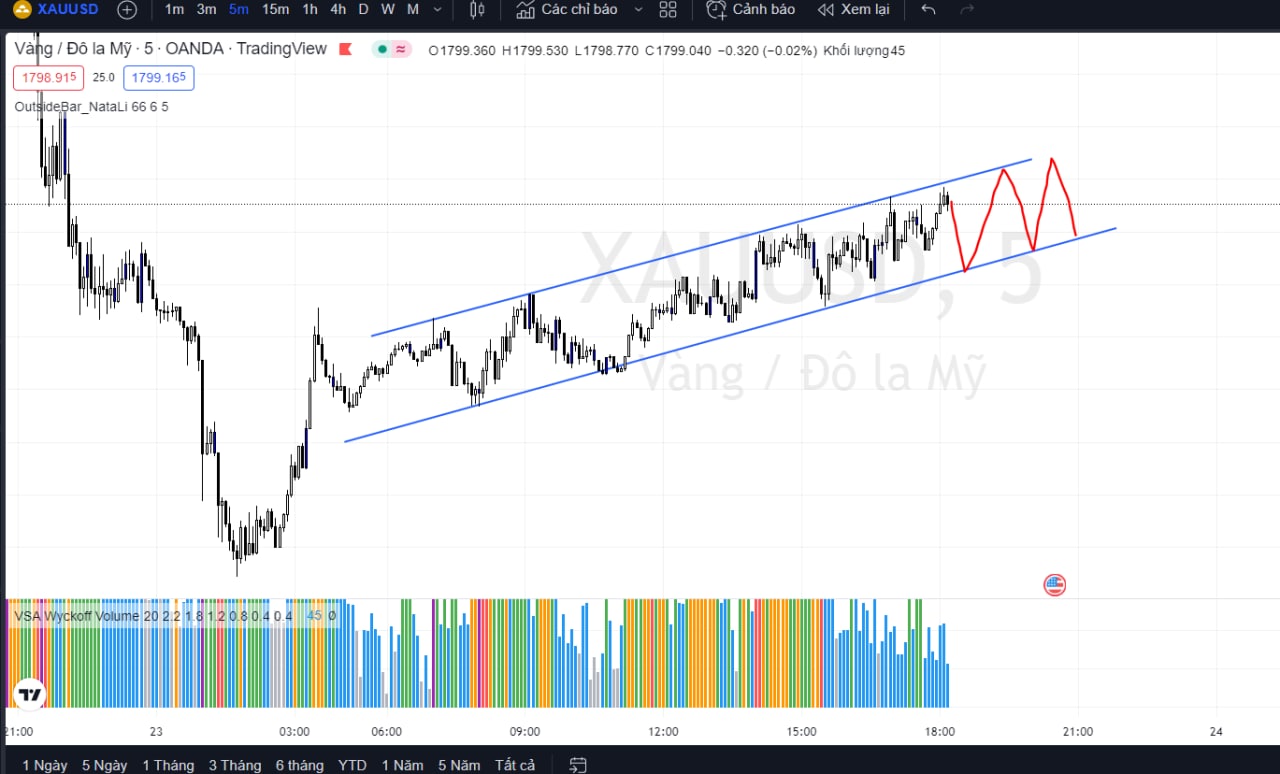 XAUUSD 1m 3m 5m 15m 1h 4h D W M Các chỉ báo Cảnh báo Xem lại
Vàng / Đô la Mỹ · 5 · OANDA · TradingView O1799.360 H1799.530 L1798.770 C1799.040 −0.320 (−0.02%) Khối lượng45
1798.915 25.0 1799.165
OutsideBar_NataLi 66 6 5
XAUUSD, 5
Vàng / Đô la Mỹ
VSA Wyckoff Volume 20 2.2 1.8 1.2 0.8 0.4 0.4 45 Ø
21:00 23 03:00 06:00 09:00 12:00 15:00 18:00 21:00 24
1 Ngày 5 Ngày 1 Tháng 3 Tháng 6 tháng YTD 1 Năm 5 Năm Tất cả